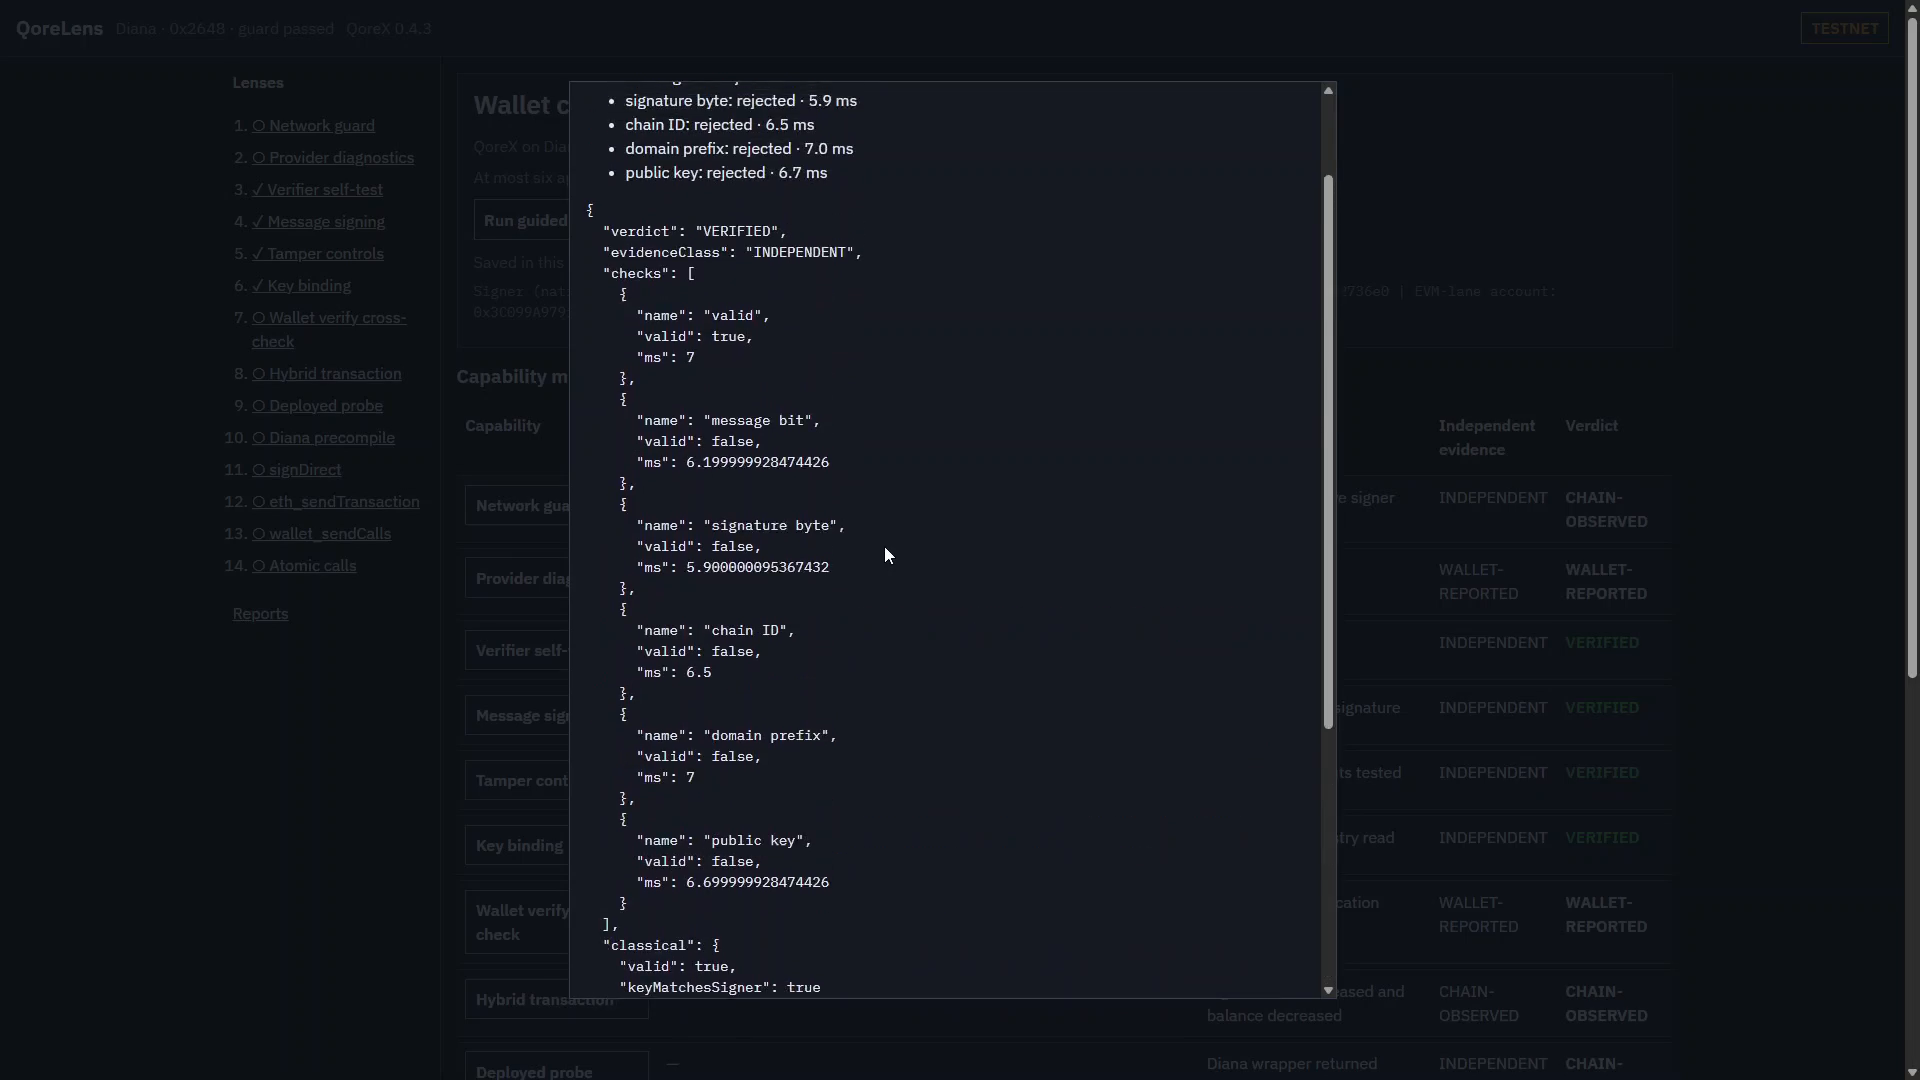 QoreLens Diana · 0x2648 · guard passed QoreX 0.4.3
TESTNET
Lenses
1. ○ Network guard
2. ○ Provider diagnostics
3. ✓ Verifier self-test
4. ✓ Message signing
5. ✓ Tamper controls
6. ✓ Key binding
7. ○ Wallet verify cross-
check
8. ○ Hybrid transaction
9. ○ Deployed probe
10. ○ Diana precompile
11. ○ signDirect
12. ○ eth_sendTransaction
13. ○ wallet_sendCalls
14. ○ Atomic calls
Reports
Wallet c
QoreX on Dia
At most six a
Run guided
Saved in this
Signer (nat
2736e0 | EVM-lane account:
0x3C099A979
Capability m
Capability
Independent
evidence
Verdict
Network gua
e signer
INDEPENDENT
CHAIN-
OBSERVED
Provider diag
WALLET-
REPORTED
WALLET-
REPORTED
Verifier self-
INDEPENDENT
VERIFIED
Message sign
signature
INDEPENDENT
VERIFIED
Tamper cont
ts tested
INDEPENDENT
VERIFIED
Key binding
try read
INDEPENDENT
VERIFIED
Wallet verify
check
cation
WALLET-
REPORTED
WALLET-
REPORTED
Hybrid transaction
eased and
balance decreased
CHAIN-
OBSERVED
CHAIN-
OBSERVED
Deployed probe
—
Diana wrapper returned
INDEPENDENT
CHAIN-
• signature byte: rejected · 5.9 ms
• chain ID: rejected · 6.5 ms
• domain prefix: rejected · 7.0 ms
• public key: rejected · 6.7 ms
{
"verdict": "VERIFIED",
"evidenceClass": "INDEPENDENT",
"checks": [
{
"name": "valid",
"valid": true,
"ms": 7
},
{
"name": "message bit",
"valid": false,
"ms": 6.199999928474426
},
{
"name": "signature byte",
"valid": false,
"ms": 5.900000095367432
},
{
"name": "chain ID",
"valid": false,
"ms": 6.5
},
{
"name": "domain prefix",
"valid": false,
"ms": 7
},
{
"name": "public key",
"valid": false,
"ms": 6.699999928474426
}
],
"classical": {
"valid": true,
"keyMatchesSigner": true